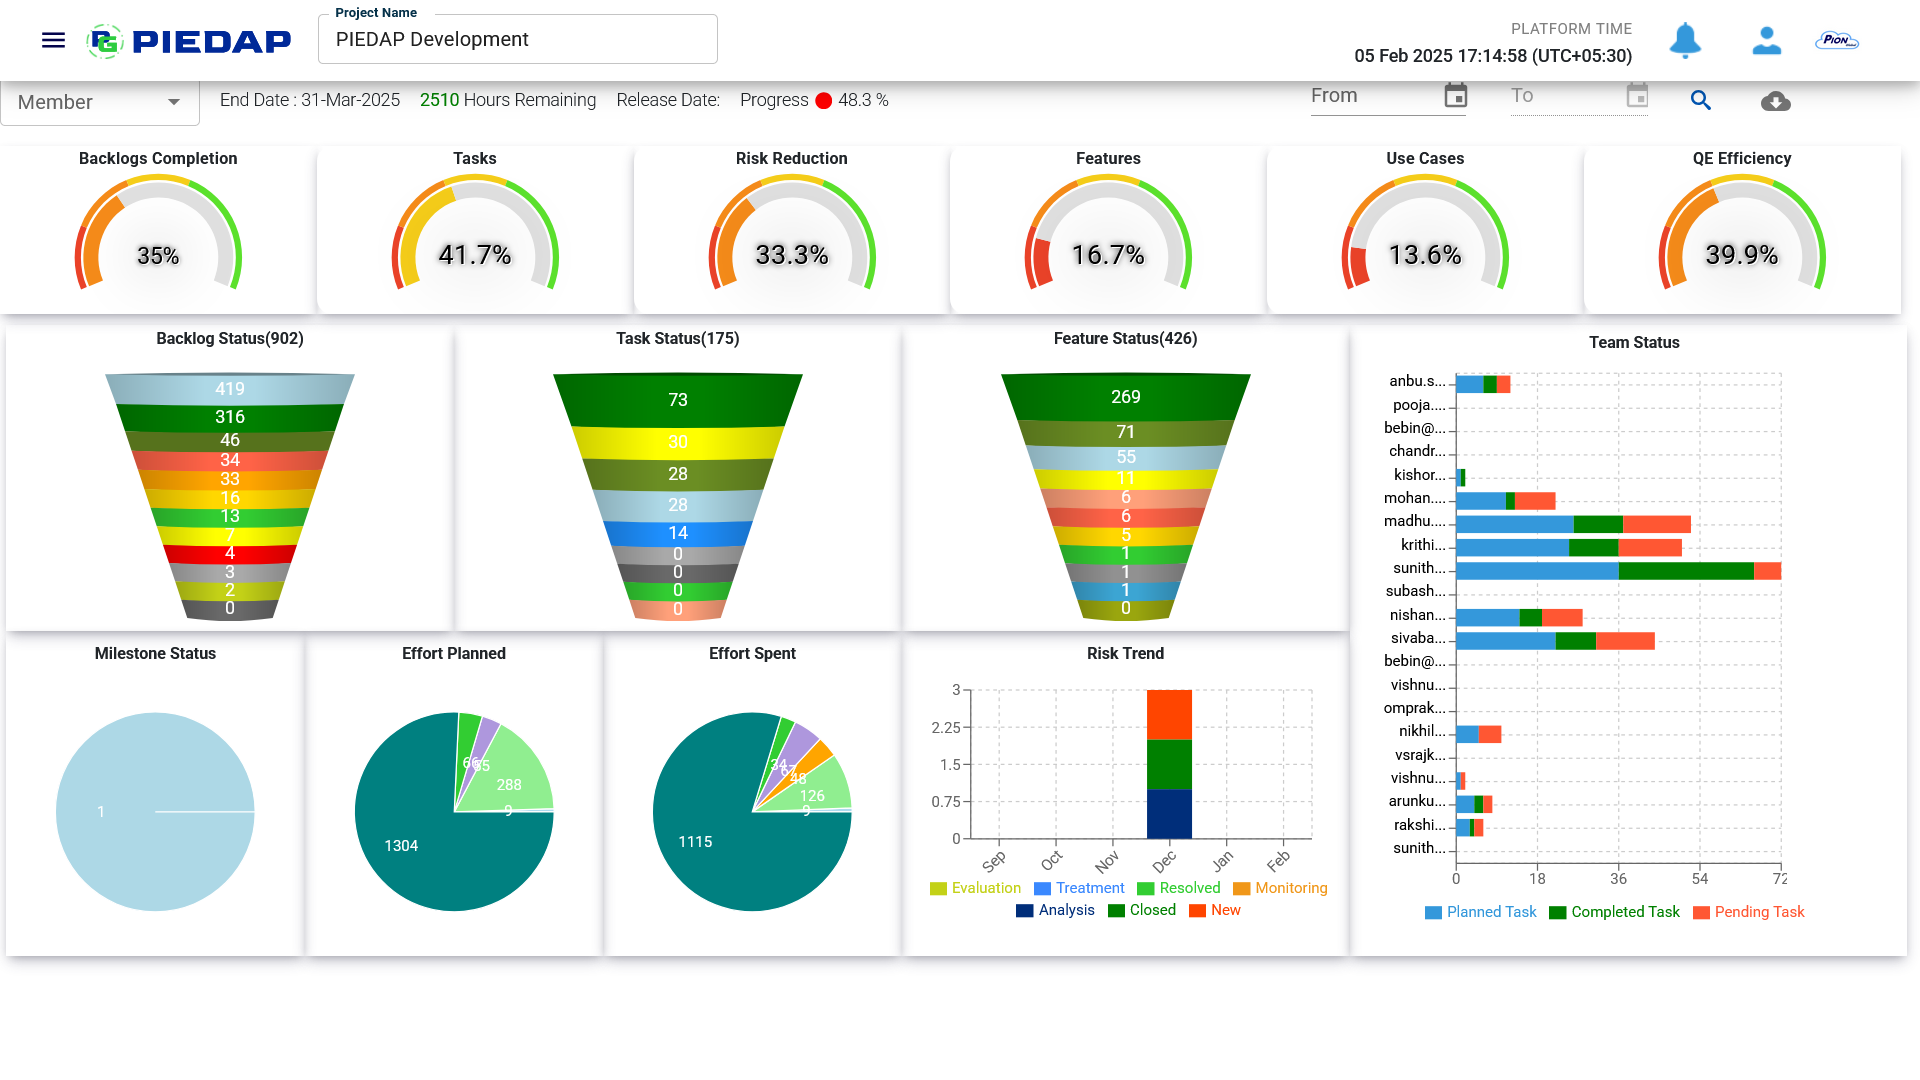 PIEDAP
Project Name
PIEDAP Development
PLATFORM TIME
05 Feb 2025 17:14:58 (UTC+05:30)
Pion
Member
End Date : 31-Mar-2025
2510 Hours Remaining
Release Date:
Progress 48.3 %
From
To
Backlogs Completion
35%
Tasks
41.7%
Risk Reduction
33.3%
Features
16.7%
Use Cases
13.6%
QE Efficiency
39.9%
Backlog Status(902)
419
316
46
34
33
16
13
7
4
3
2
0
Task Status(175)
73
30
28
28
14
0
0
0
0
Feature Status(426)
269
71
55
11
6
6
5
1
1
1
0
Team Status
anbu.s...
pooja....
bebin@...
chandr...
kishor...
mohan....
madhu....
krithi...
sunith...
subash...
nishan...
sivaba...
bebin@...
vishnu...
omprak...
nikhil...
vsrajk...
vishnu...
arunku...
rakshi...
sunith...
0 18 36 54 72
Planned Task Completed Task Pending Task
Milestone Status
1
Effort Planned
66
65
288
9
1304
Effort Spent
34
67
48
126
9
1115
Risk Trend
3
2.25
1.5
0.75
0
Sep Oct Nov Dec Jan Feb
Evaluation Treatment Resolved Monitoring
Analysis Closed New